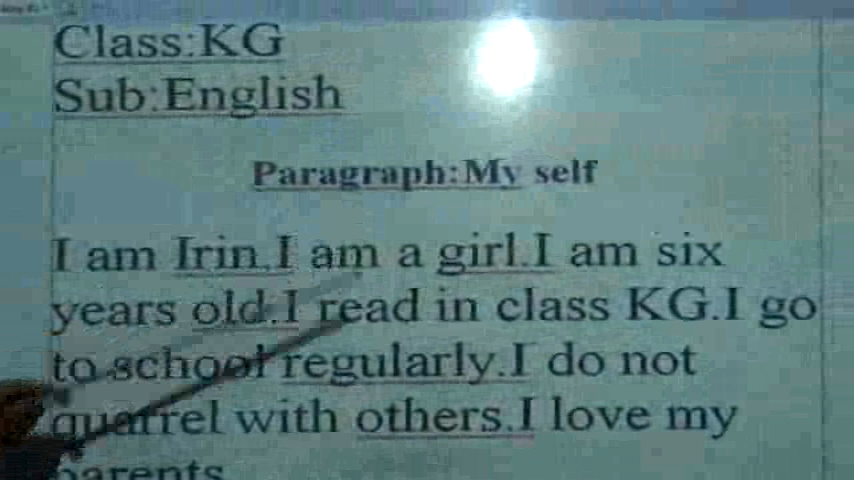 Class:KG
Sub:English
Paragraph:My self
I am Irin.I am a girl.I am six
years old.I read in class KG.I go
to school regularly.I do not
quarrel with others.I love my
parents